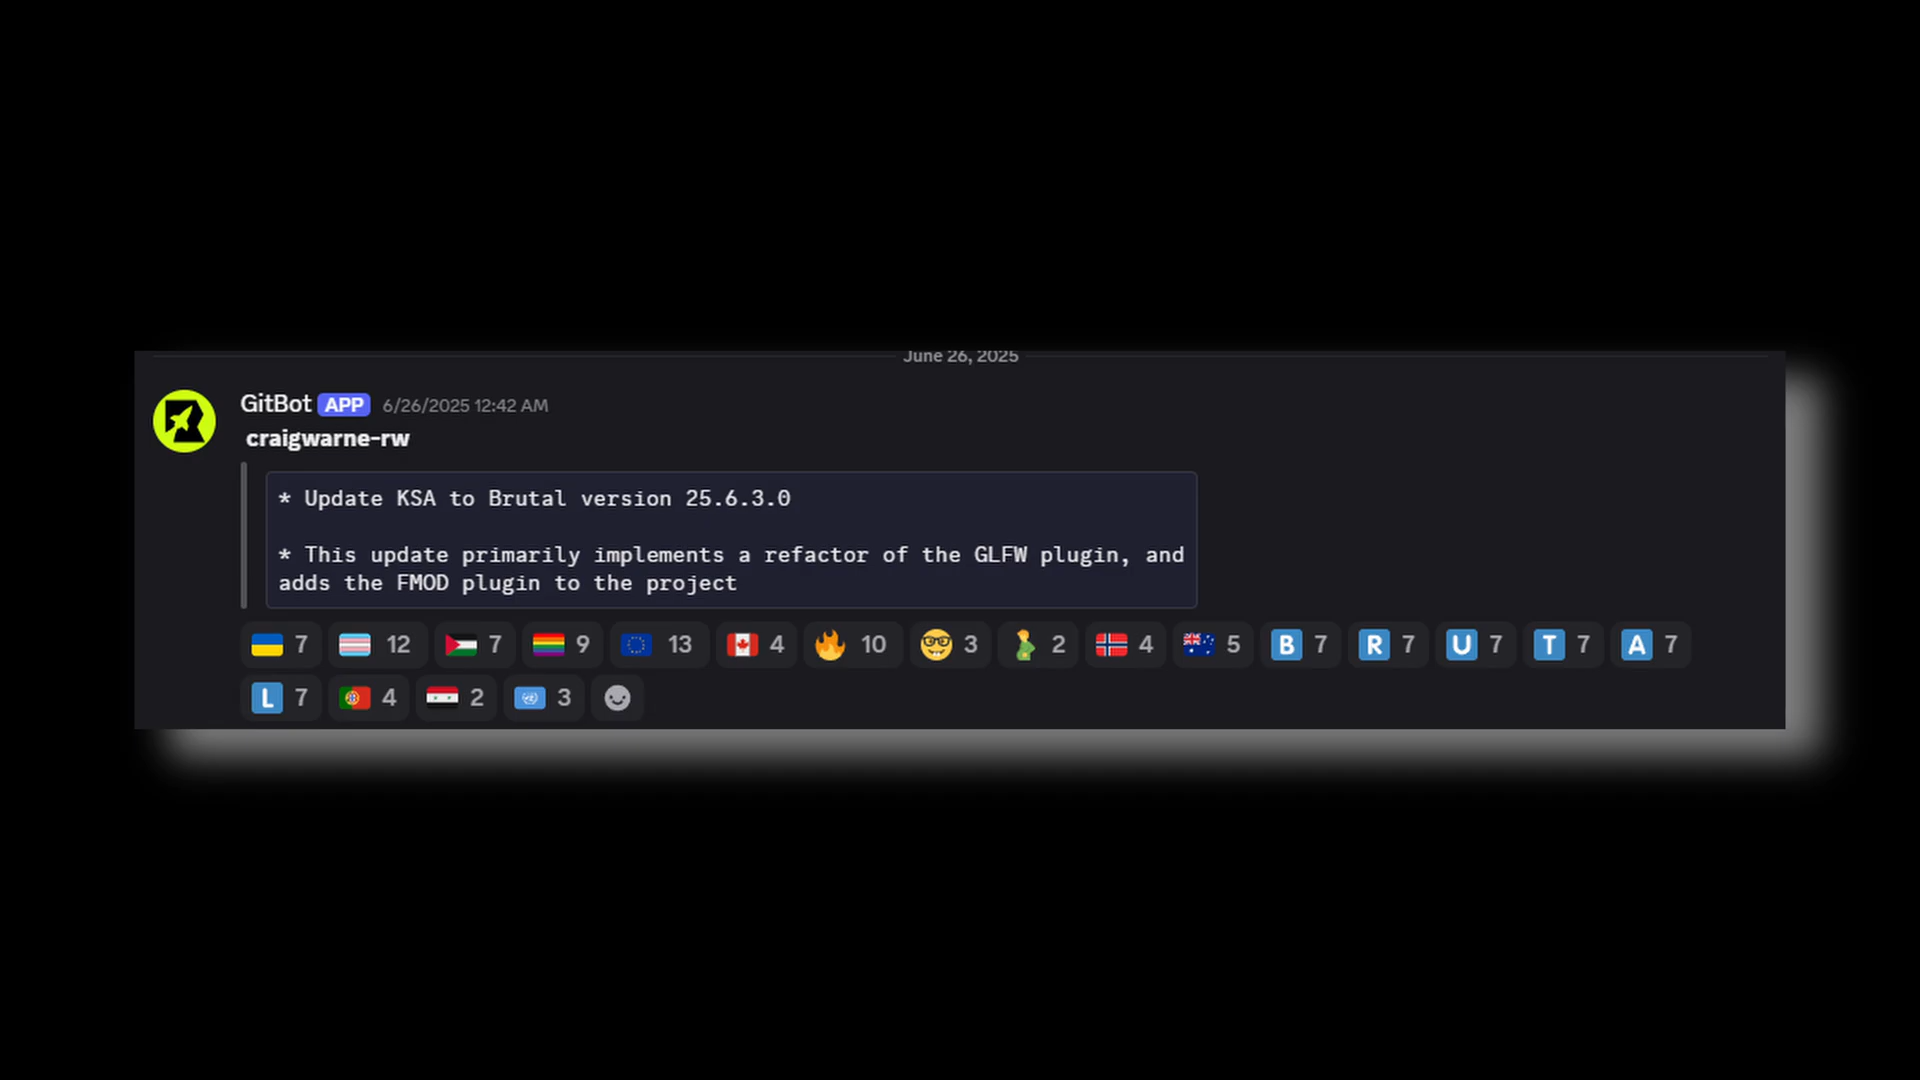 June 26, 2025
GitBot APP 6/26/2025 12:42 AM
craigwarne-rw
* Update KSA to Brutal version 25.6.3.0
* This update primarily implements a refactor of the GLFW plugin, and
adds the FMOD plugin to the project
7 12 7 9 13 4 10 3 2 4 5 B 7 R 7 U 7 T 7 A 7
L 7 4 2 3